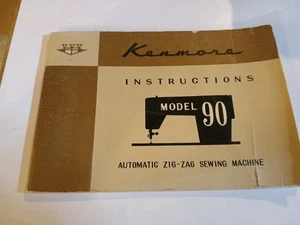 Kenmore
INSTRUCTIONS
MODEL 90
AUTOMATIC ZIG-ZAG SEWING MACHINE